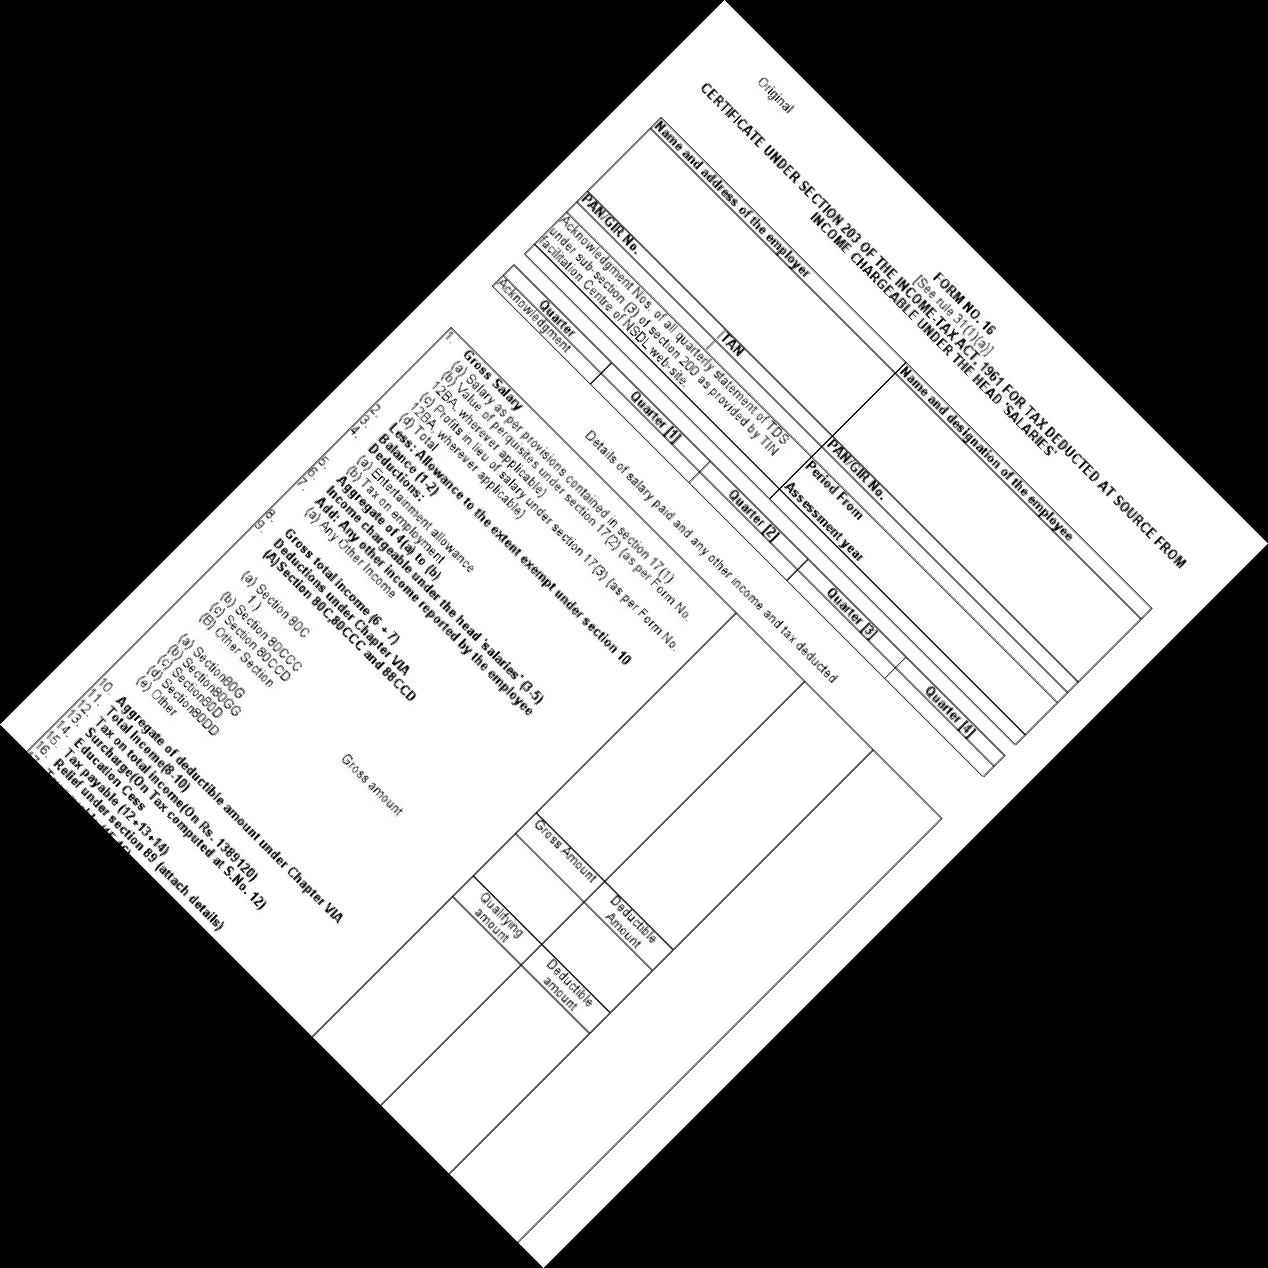 Original
FORM NO. 16
[See rule 31(1)(a)]
CERTIFICATE UNDER SECTION 203 OF THE INCOME-TAX ACT, 1961 FOR TAX DEDUCTED AT SOURCE FROM
INCOME CHARGEABLE UNDER THE HEAD 'SALARIES'
Name and address of the employer
Name and designation of the employee
PAN/GIR No.
TAN
PAN/GIR No.
Acknowledgment Nos. of all quarterly statement of TDS
under sub-section (3) of section 200 as provided by TIN
facilitation Centre of NSDL web-site
Period From
Assessment year
Quarter
Quarter [1]
Quarter [2]
Quarter [3]
Quarter [4]
Acknowledgment
Details of salary paid and any other income and tax deducted
1.
Gross Salary
(a) Salary as per provisions contained in section 17(1)
(b) Value of perquisites under section 17(2) (as per Form No.
12BA, wherever applicable)
(c) Profits in lieu of salary under section 17(3) (as per Form No.
12BA, wherever applicable)
(d) Total
2. Less: Allowance to the extent exempt under section 10
3. Balance (1-2)
4. Deductions:
(a) Entertainment allowance
(b) Tax on employment
5. Aggregate of 4(a) to (b)
6. Income chargeable under the head 'salaries' (3-5)
7. Add: Any other income reported by the employee
(a) Any Other Income
8. Gross total income (6 + 7)
9. Deductions under Chapter VIA
(A)Section 80C,80CCC and 88CCD
Gross Amount
Deductible
Amount
(a) Section 80C
1.)
(b) Section 80CCC
(c) Section 80CCD
(B) Other Section
Gross amount
Qualifying
amount
Deductible
amount
(a) Section80G
(b) Section80GG
(c) Section80D
(d) Section80DD
(e) Other
10. Aggregate of deductible amount under Chapter VIA
11. Total Income(8-10)
12. Tax on total income(On Rs. 1389120)
13. Surcharge(On Tax computed at S.No. 12)
14. Education Cess
15. Tax payable (12+13+14)
16. Relief under section 89 (attach details)